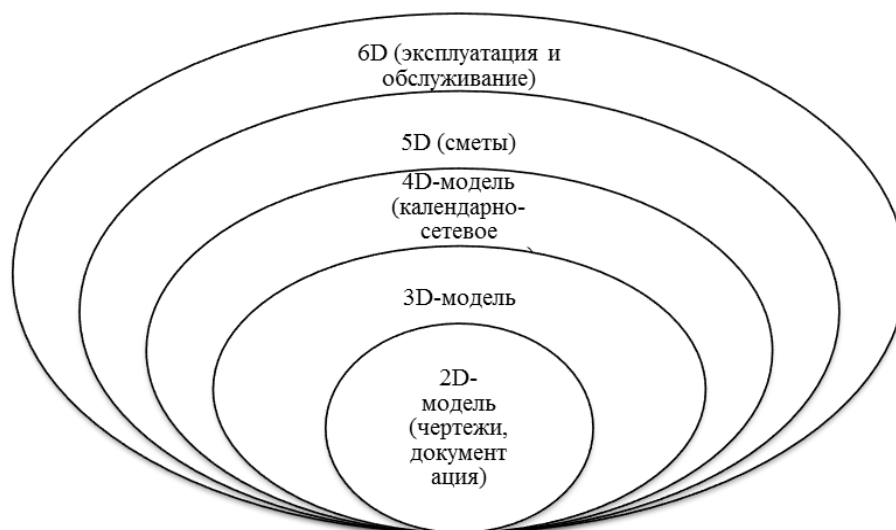 6D (эксплуатация и
обслуживание)
5D (сметы)
4D-модель
(календарно-
сетевое
3D-модель
2D-
модель
(чертежи,
документ
ация)